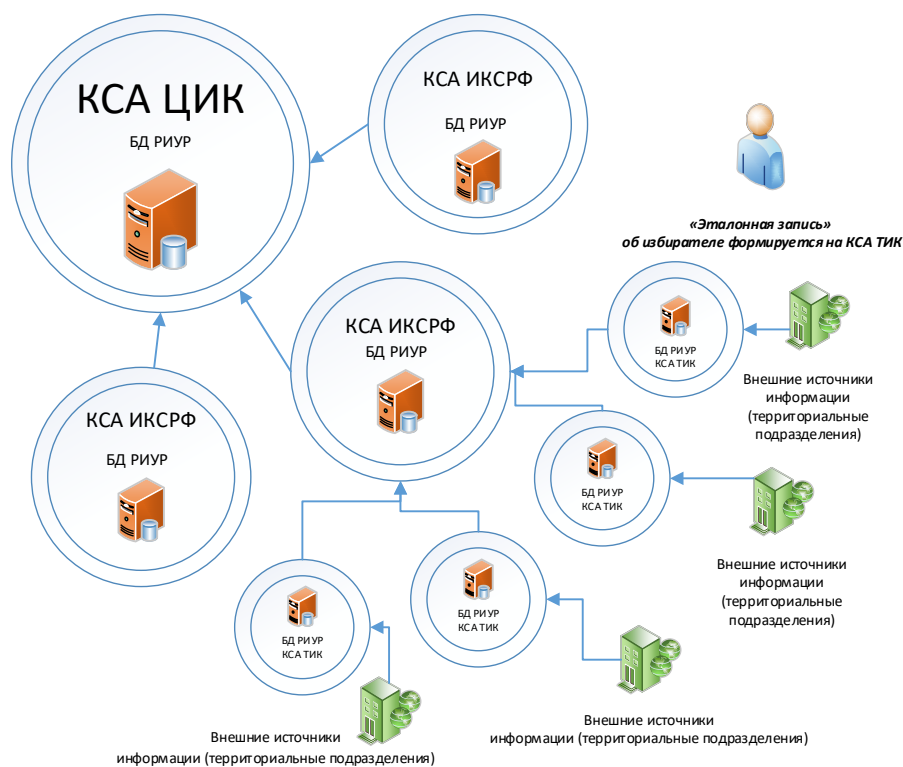 КСА ЦИК
БД РИУР
КСА ИКСРФ
БД РИУР
«Эталонная запись»
об избирателе формируется на КСА ТИК
КСА ИКСРФ
БД РИУР
БД РИУР
КСА ТИК
Внешние источники
информации
(территориальные
подразделения)
КСА ИКСРФ
БД РИУР
БД РИУР
КСА ТИК
Внешние источники
информации
(территориальные
подразделения)
БД РИУР
КСА ТИК
БД РИУР
КСА ТИК
Внешние источники
информации (территориальные подразделения)
Внешние источники
информации (территориальные подразделения)